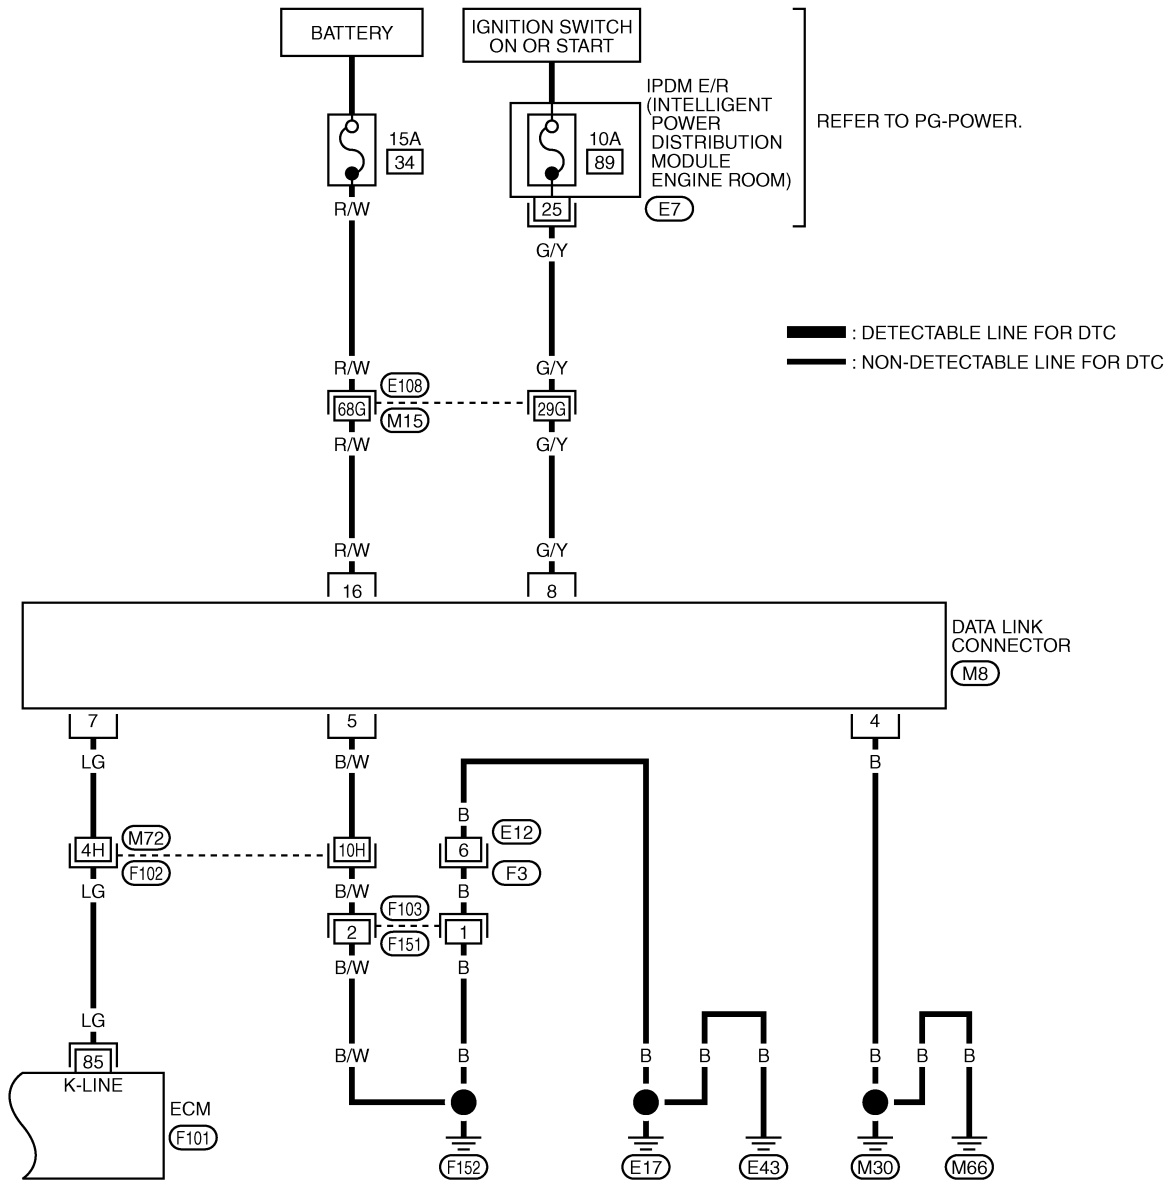 BATTERY
IGNITION SWITCH
ON OR START
IPDM E/R
(INTELLIGENT
POWER
DISTRIBUTION
MODULE
ENGINE ROOM)
REFER TO PG-POWER.
15A
34
10A
89
R/W
25
E7
G/Y
: DETECTABLE LINE FOR DTC
: NON-DETECTABLE LINE FOR DTC
R/W
G/Y
E108
68G
29G
M15
R/W
G/Y
R/W
G/Y
16
8
DATA LINK
CONNECTOR
M8
7
5
4
LG
B/W
B
B
M72
E12
4H
10H
6
F102
F3
LG
B/W
B
F103
2
1
F151
B/W
B
LG
B/W
B
B
B
B
B
B
B
85
K-LINE
ECM
F101
F152
E17
E43
M30
M66